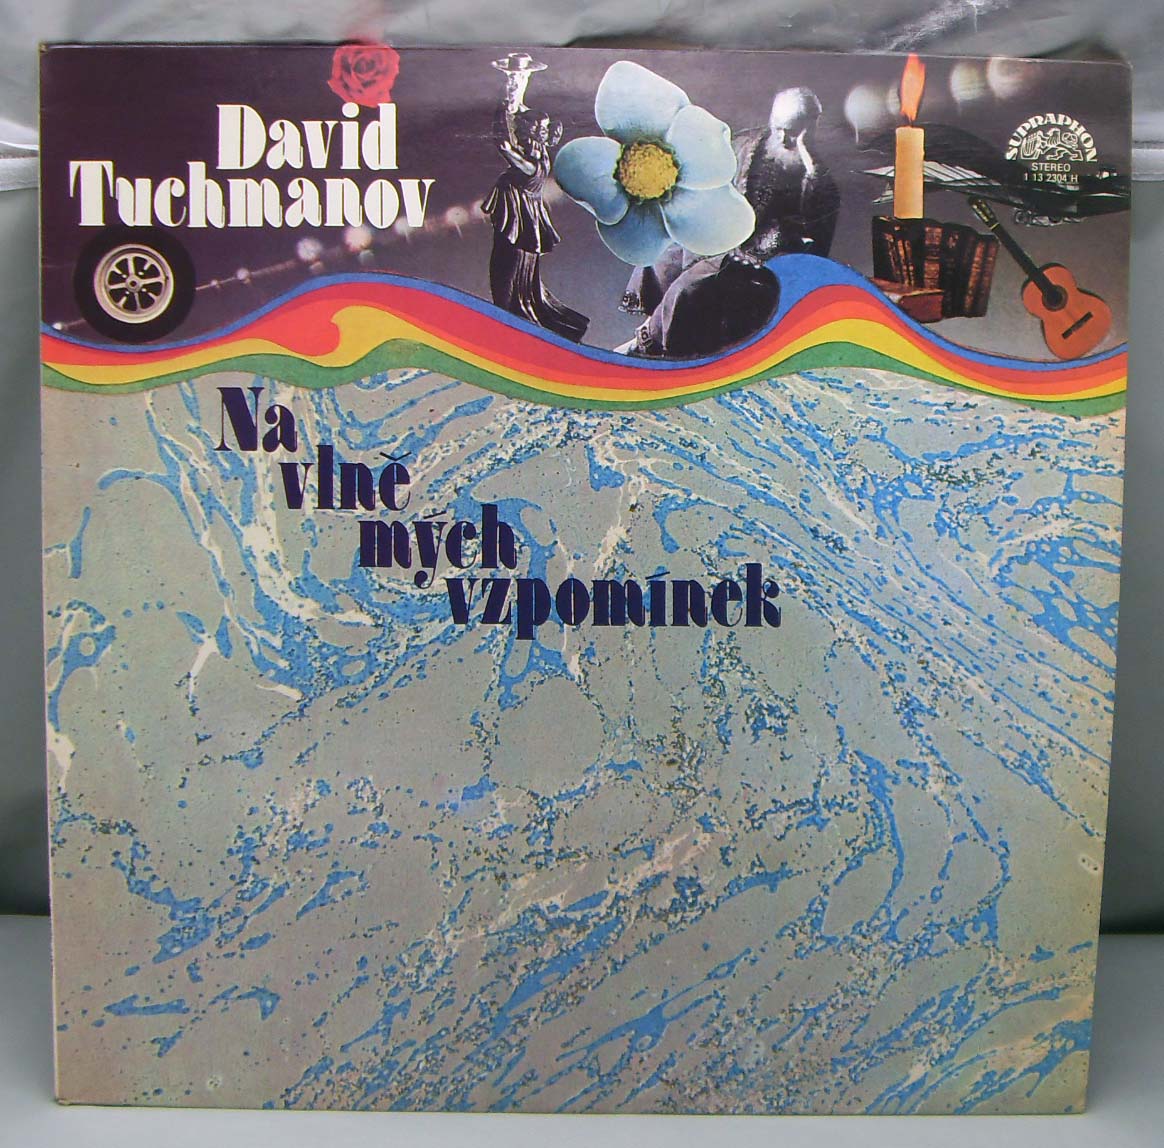 David
Tuchmanov
SUPRAPHON
STEREO
1 13 2304 H
Na
vlně
mých
vzpomínek